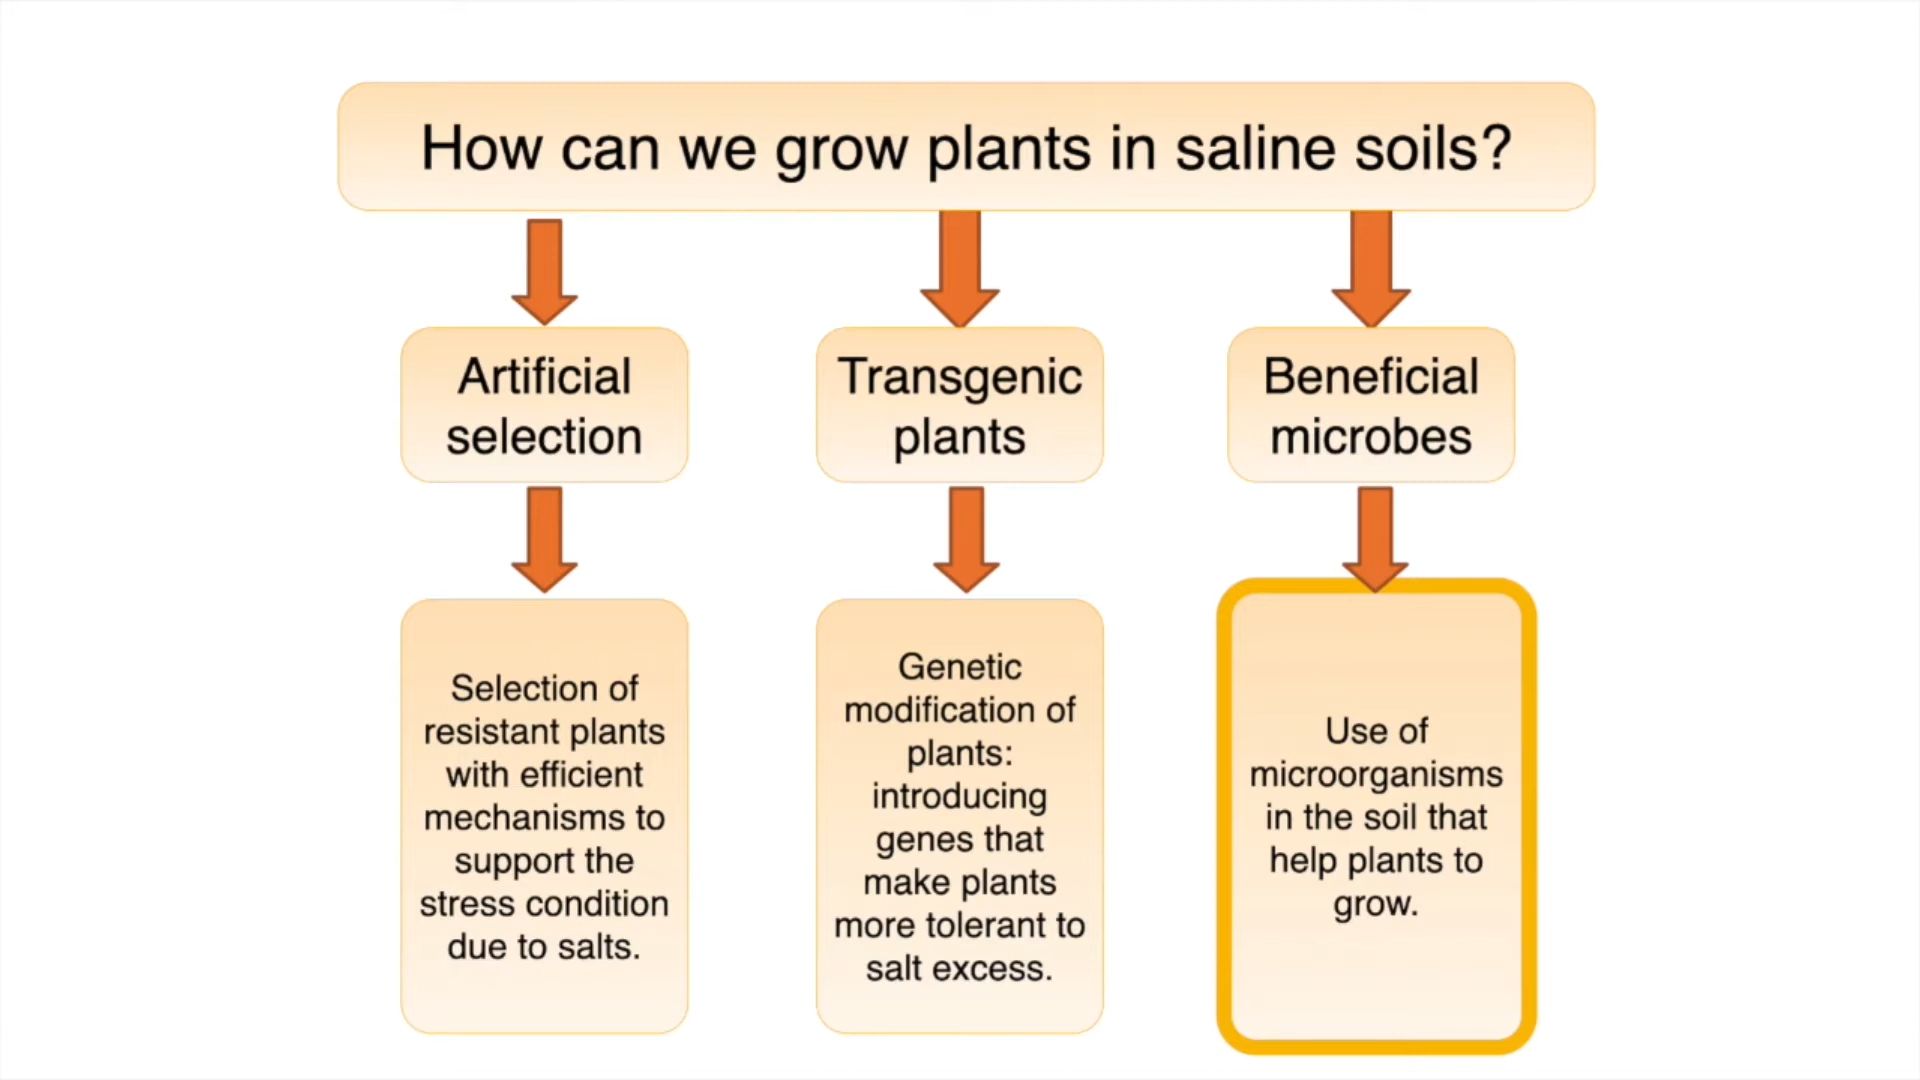 How can we grow plants in saline soils?
Artificial
selection
Transgenic
plants
Beneficial
microbes
Selection of
resistant plants
with efficient
mechanisms to
support the
stress condition
due to salts.
Genetic
modification of
plants:
introducing
genes that
make plants
more tolerant to
salt excess.
Use of
microorganisms
in the soil that
help plants to
grow.